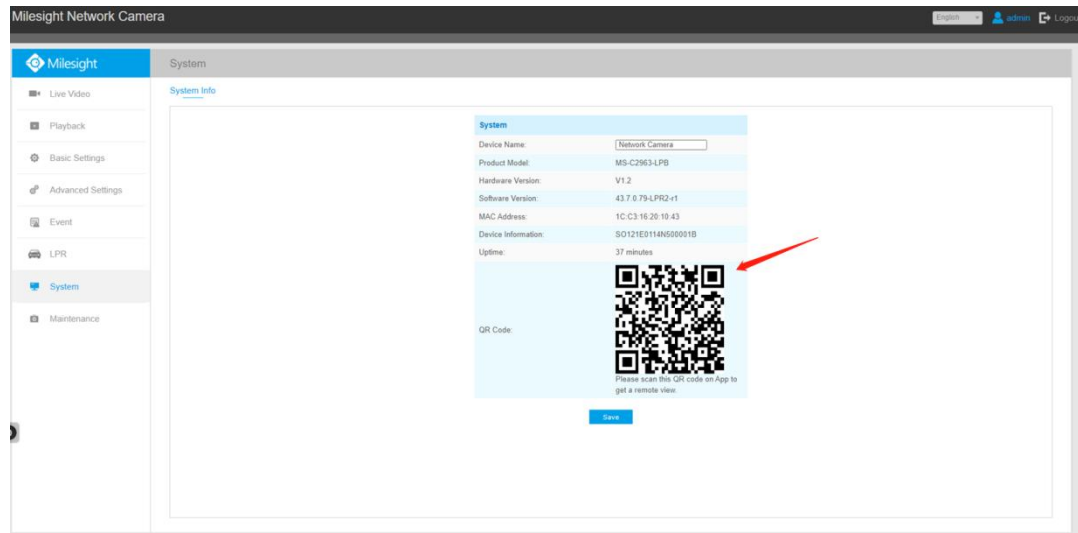 Milesight Network Camera
English
admin
Logou
Milesight
System
Live Video
System Info
Playback
Basic Settings
Advanced Settings
Event
LPR
System
Maintenance
System
Device Name: Network Camera
Product Model: MS-C2963-LPB
Hardware Version: V1.2
Software Version: 43.7.0.79-LPR2-r1
MAC Address: 1C:C3:16:20:10:43
Device Information: SO121E0114N500001B
Uptime: 37 minutes
QR Code:
Please scan this QR code on App to
get a remote view.
Save